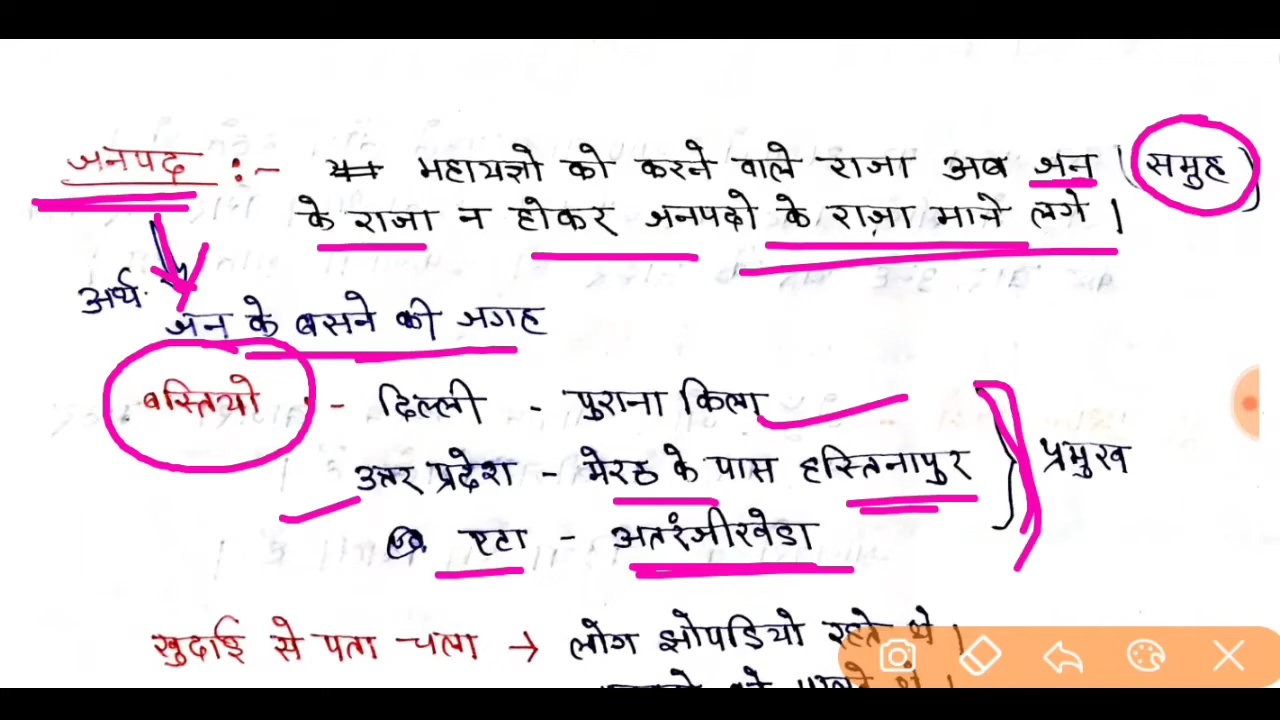 जनपद :- महायज्ञो को करने वाले राजा अब जन (समुह)
के राजा न होकर जनपदो के राजा माने लगे।
अर्थ
जन के बसने की जगह
बस्तियो :- दिल्ली - पुराना किला
उत्तर प्रदेश - मेरठ के पास हस्तिनापुर } प्रमुख
एटा - अतरंजीखेडा
खुदाई से पता चला → लोग झोपडियो रहते थे।